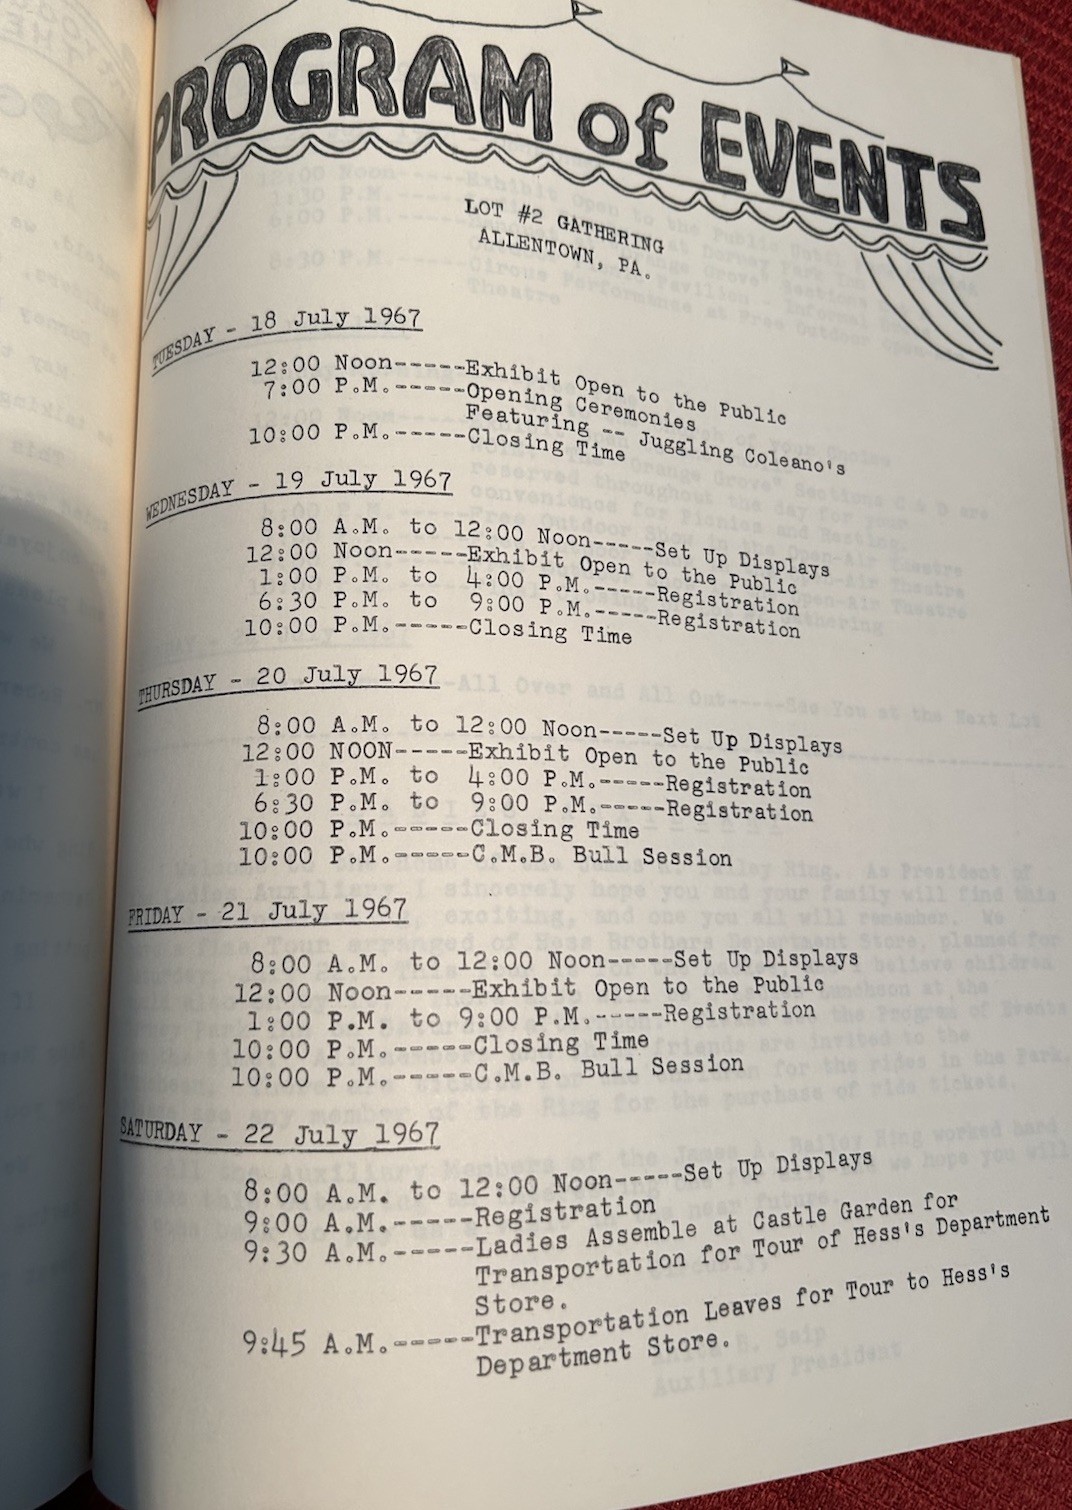 PROGRAM of EVENTS
LOT #2 GATHERING
ALLENTOWN, PA.
TUESDAY - 18 July 1967
12:00 Noon-----Exhibit Open to the Public
7:00 P.M.-----Opening Ceremonies
Featuring -- Juggling Coleano's
10:00 P.M.-----Closing Time
WEDNESDAY - 19 July 1967
8:00 A.M. to 12:00 Noon-----Set Up Displays
12:00 Noon-----Exhibit Open to the Public
1:00 P.M. to 4:00 P.M.-----Registration
6:30 P.M. to 9:00 P.M.-----Registration
10:00 P.M.-----Closing Time
THURSDAY - 20 July 1967
8:00 A.M. to 12:00 Noon-----Set Up Displays
12:00 NOON-----Exhibit Open to the Public
1:00 P.M. to 4:00 P.M.-----Registration
6:30 P.M. to 9:00 P.M.-----Registration
10:00 P.M.-----Closing Time
10:00 P.M.-----C.M.B. Bull Session
FRIDAY - 21 July 1967
8:00 A.M. to 12:00 Noon-----Set Up Displays
12:00 Noon-----Exhibit Open to the Public
1:00 P.M. to 9:00 P.M.-----Registration
10:00 P.M.-----Closing Time
10:00 P.M.-----C.M.B. Bull Session
SATURDAY - 22 July 1967
8:00 A.M. to 12:00 Noon-----Set Up Displays
9:00 A.M.-----Registration
9:30 A.M.-----Ladies Assemble at Castle Garden for
Transportation for Tour of Hess's Department
Store.
9:45 A.M.-----Transportation Leaves for Tour to Hess's
Department Store.